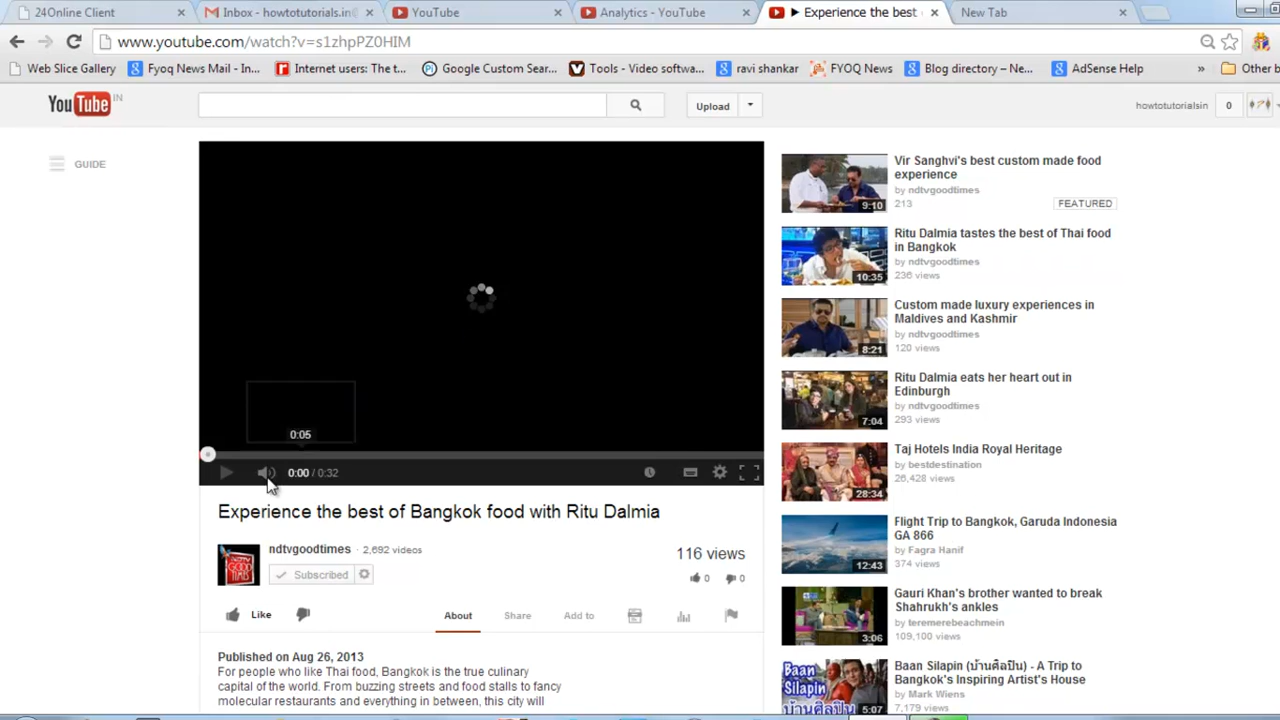 24Online Client
Inbox - howtotutorials.in@
YouTube
Analytics - YouTube
▶ Experience the best
New Tab
www.youtube.com/watch?v=s1zhpPZ0HIM
Web Slice Gallery
Fyoq News Mail - In...
Internet users: The t...
Google Custom Sear...
Tools - Video softwa...
ravi shankar
FYOQ News
Blog directory – Ne...
AdSense Help
»
Other b
YouTube IN
Upload
howtotutorialsin
0
GUIDE
0:05
0:00 / 0:32
Experience the best of Bangkok food with Ritu Dalmia
ndtvgoodtimes · 2,692 videos
Subscribed
116 views
0
0
Like
About
Share
Add to
Published on Aug 26, 2013
For people who like Thai food, Bangkok is the true culinary
capital of the world. From buzzing streets and food stalls to fancy
molecular restaurants and everything in between, this city will
Vir Sanghvi's best custom made food
experience
by ndtvgoodtimes
213
FEATURED
9:10
Ritu Dalmia tastes the best of Thai food
in Bangkok
by ndtvgoodtimes
236 views
10:35
Custom made luxury experiences in
Maldives and Kashmir
by ndtvgoodtimes
120 views
8:21
Ritu Dalmia eats her heart out in
Edinburgh
by ndtvgoodtimes
293 views
7:04
Taj Hotels India Royal Heritage
by bestdestination
26,428 views
28:34
Flight Trip to Bangkok, Garuda Indonesia
GA 866
by Fagra Hanif
374 views
12:43
Gauri Khan's brother wanted to break
Shahrukh's ankles
by teremerebeachmein
109,100 views
3:06
Baan Silapin (บ้านศิลปิน) - A Trip to
Bangkok's Inspiring Artist's House
by Mark Wiens
7,179 views
Baan
Silapin
บ้านศิลปิน
5:07